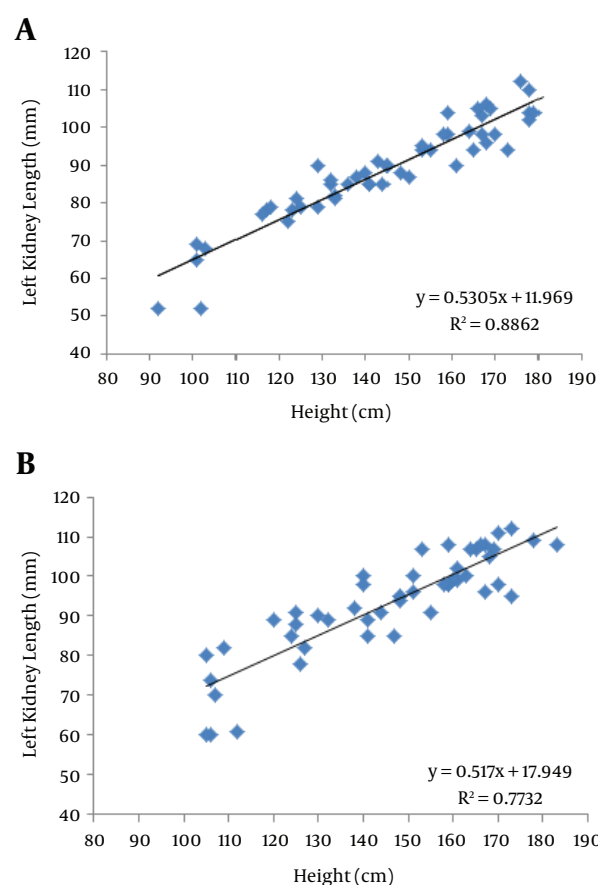 A
120
110
100
90
80
70
60
50
40
Left Kidney Length (mm)
y = 0.5305x + 11.969
R² = 0.8862
80 90 100 110 120 130 140 150 160 170 180 190
Height (cm)
B
120
110
100
90
80
70
60
50
40
Left Kidney Length (mm)
y = 0.517x + 17.949
R² = 0.7732
80 90 100 110 120 130 140 150 160 170 180 190
Height (cm)